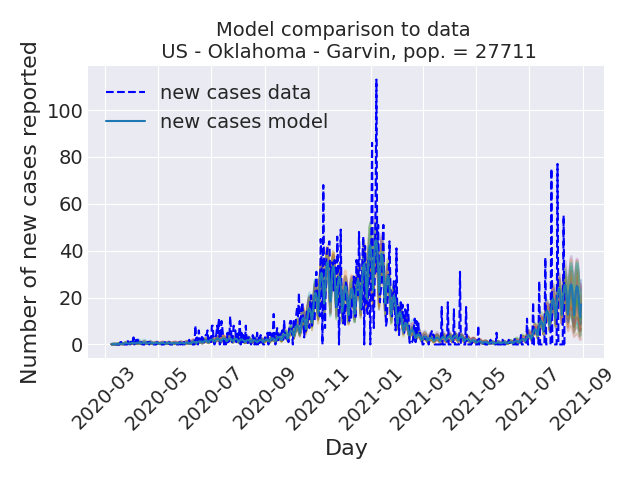 Model comparison to data
US - Oklahoma - Garvin, pop. = 27711
Number of new cases reported
new cases data
new cases model
100
80
60
40
20
0
2020-03
2020-05
2020-07
2020-09
2020-11
2021-01
2021-03
2021-05
2021-07
2021-09
Day